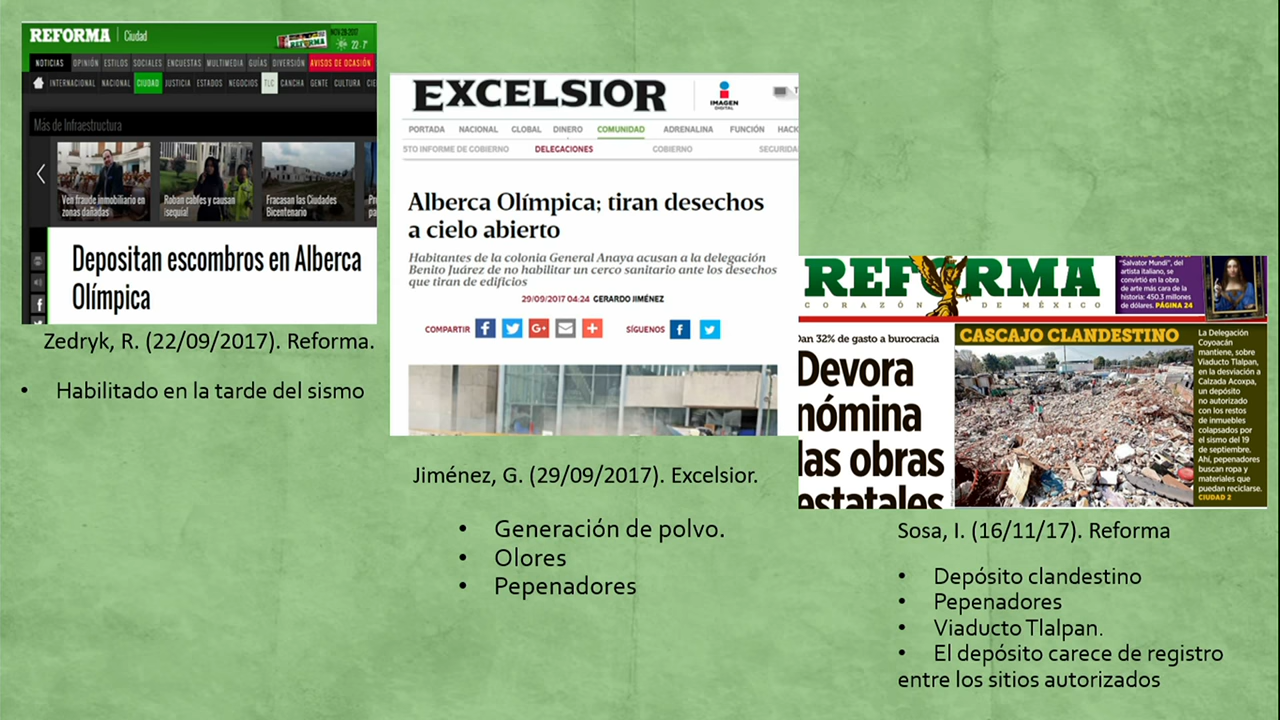 REFORMA | Ciudad
REFORMA
NOV 28 2017
22 - 7°
NOTICIAS OPINIÓN ESTILOS SOCIALES ENCUESTAS MULTIMEDIA GUÍAS DIVERSIÓN AVISOS DE OCASIÓN
INTERNACIONAL NACIONAL CIUDAD JUSTICIA ESTADOS NEGOCIOS TLC CANCHA GENTE CULTURA CIE
Más de Infraestructura
Ven fraude inmobiliario en
zonas dañadas
Roban cables y causan
¡sequía!
Fracasan las Ciudades
Bicentenario
Depositan escombros en Alberca
Olímpica
Zedryk, R. (22/09/2017). Reforma.
• Habilitado en la tarde del sismo
EXCELSIOR
IMAGEN
DIGITAL
PORTADA NACIONAL GLOBAL DINERO COMUNIDAD ADRENALINA FUNCIÓN HACK
5TO INFORME DE GOBIERNO DELEGACIONES COBIERNO SEGURIDA
Alberca Olímpica; tiran desechos
a cielo abierto
Habitantes de la colonia General Anaya acusan a la delegación
Benito Juárez de no habilitar un cerco sanitario ante los desechos
que tiran de edificios
29/09/2017 04:24 GERARDO JIMÉNEZ
COMPARTIR SÍGUENOS
Jiménez, G. (29/09/2017). Excelsior.
• Generación de polvo.
• Olores
• Pepenadores
REFORMA
CORAZÓN DE MÉXICO
"Salvator Mundi", del
artista italiano, se
convirtió en la obra
de arte más cara de la
historia: 450.3 millones
de dólares. PÁGINA 24
Dan 32% de gasto a burocracia
Devora
nómina
las obras
estatales
CASCAJO CLANDESTINO
La Delegación
Coyoacán
mantiene, sobre
Viaducto Tlalpan,
en la desviación a
Calzada Acoxpa,
un depósito
no autorizado
con los restos
de inmuebles
colapsados por
el sismo del 19
de septiembre.
Ahí, pepenadores
buscan ropa y
materiales que
puedan reciclarse.
CIUDAD 2
Sosa, I. (16/11/17). Reforma
• Depósito clandestino
• Pepenadores
• Viaducto Tlalpan.
• El depósito carece de registro
entre los sitios autorizados